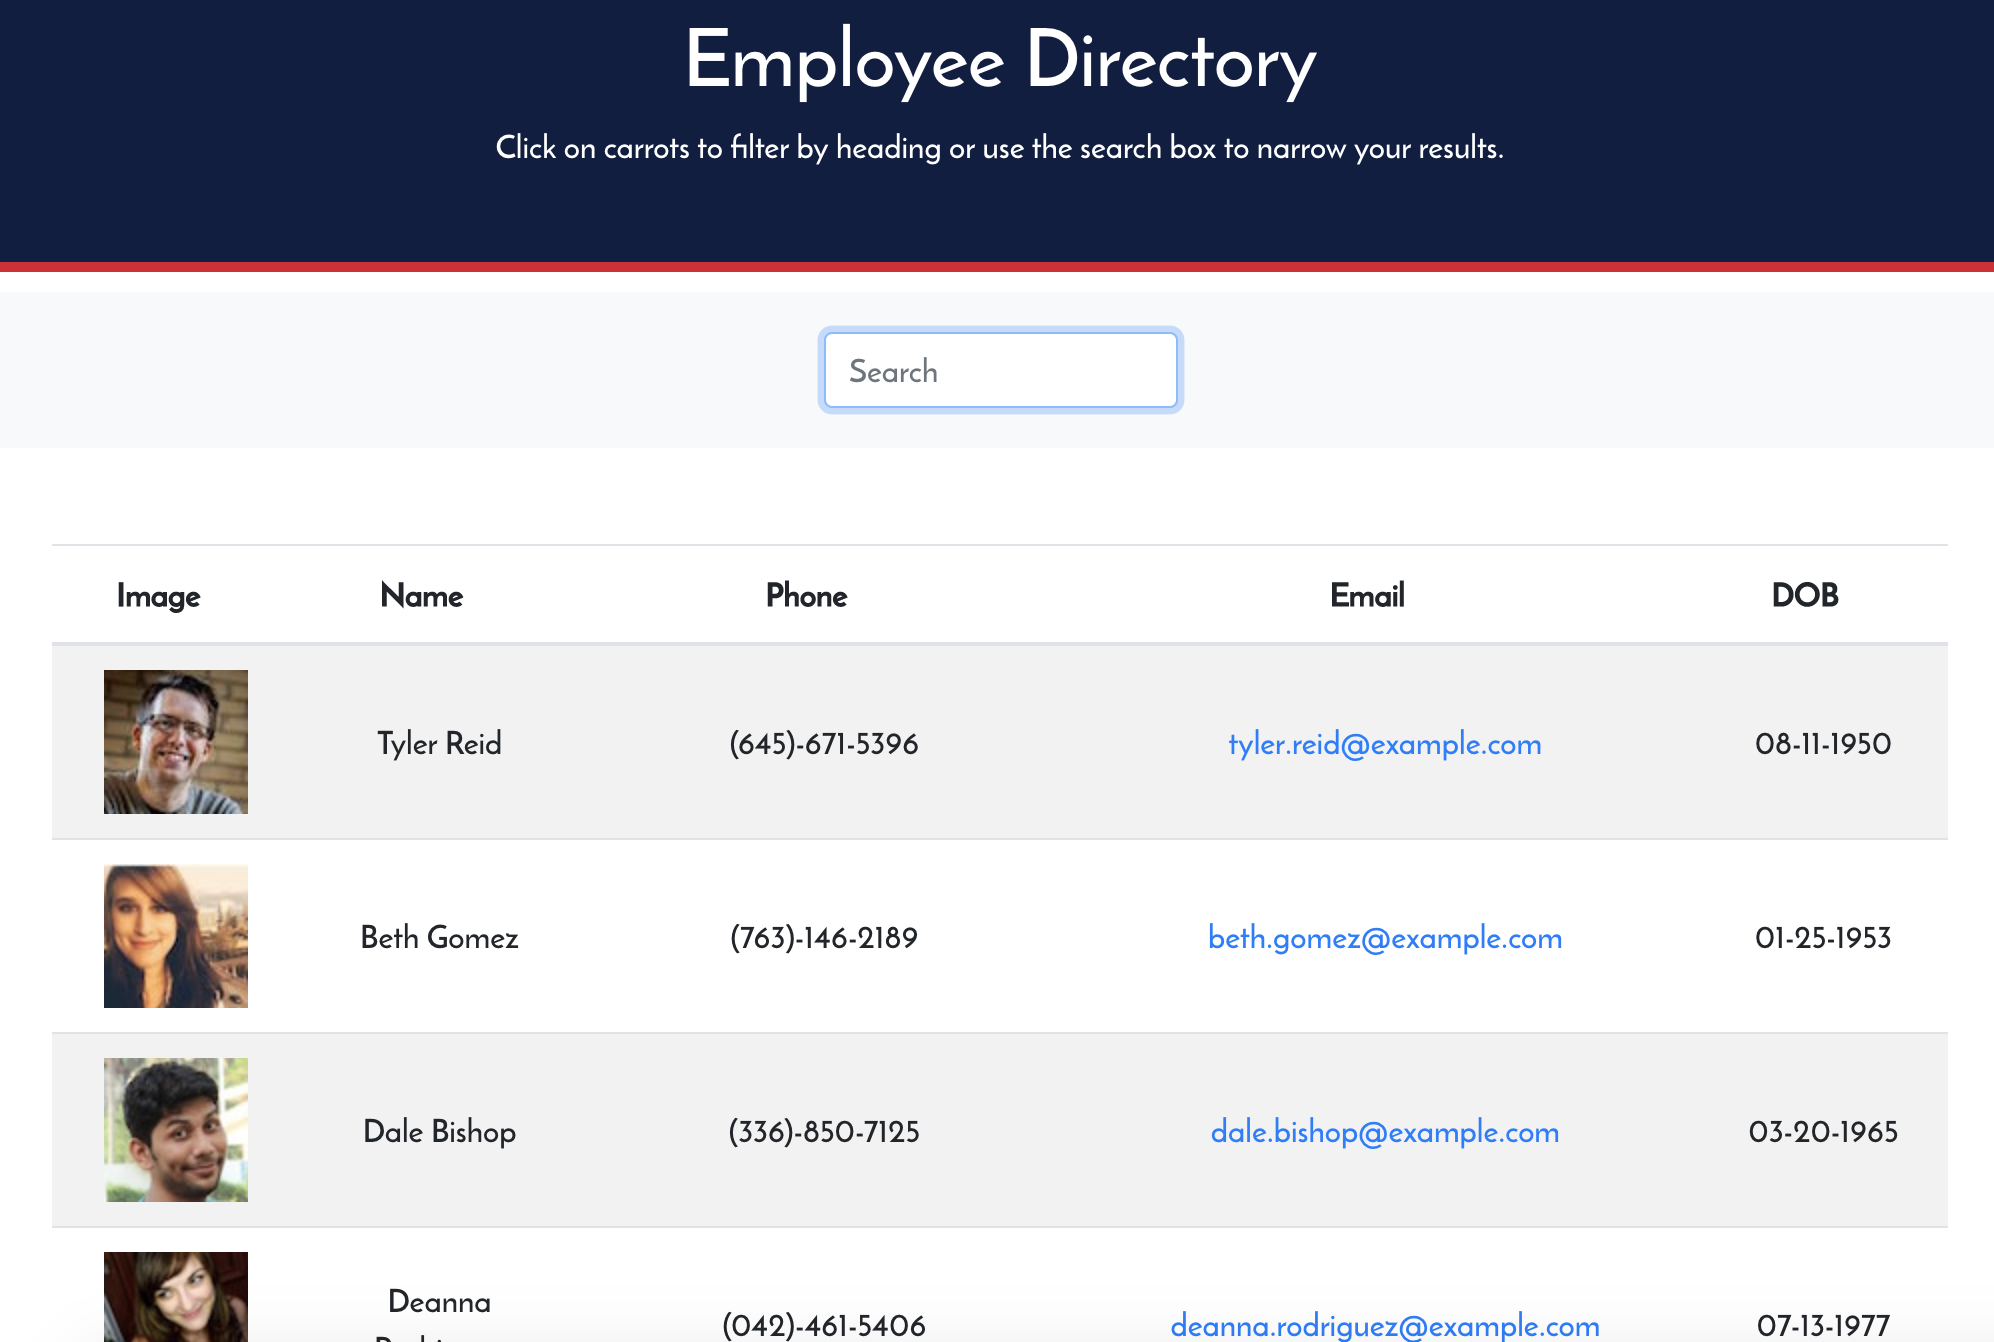 Employee Directory
Click on carrots to filter by heading or use the search box to narrow your results.
Search
Image Name Phone Email DOB
Tyler Reid (645)-671-5396 tyler.reid@example.com 08-11-1950
Beth Gomez (763)-146-2189 beth.gomez@example.com 01-25-1953
Dale Bishop (336)-850-7125 dale.bishop@example.com 03-20-1965
Deanna
(042)-461-5406 deanna.rodriguez@example.com 07-13-1977